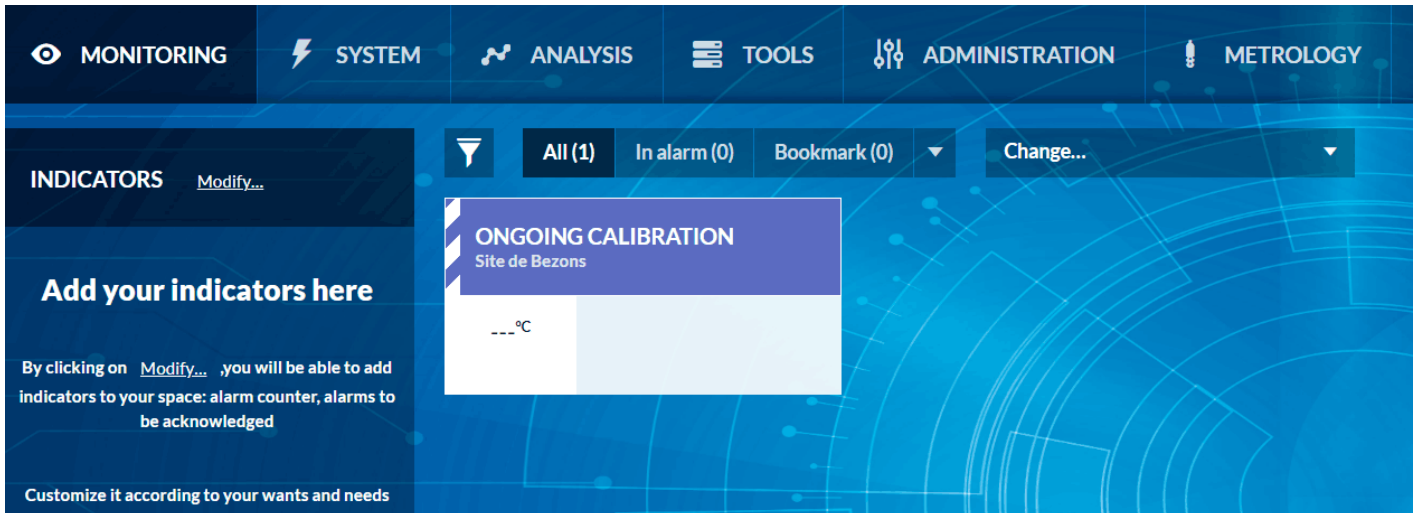 MONITORING SYSTEM ANALYSIS TOOLS ADMINISTRATION METROLOGY
INDICATORS Modify...
All (1) In alarm (0) Bookmark (0) Change...
ONGOING CALIBRATION
Site de Bezons
___°C
Add your indicators here
By clicking on Modify... ,you will be able to add
indicators to your space: alarm counter, alarms to
be acknowledged
Customize it according to your wants and needs